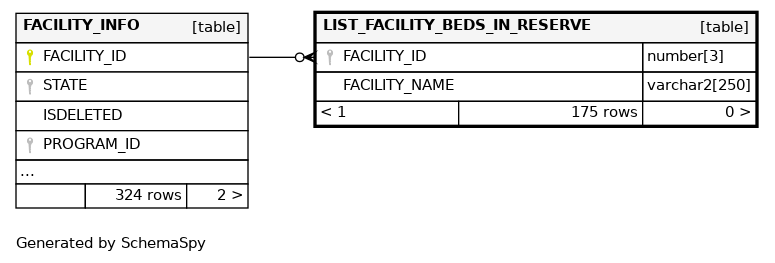 FACILITY_INFO [table]
FACILITY_ID
STATE
ISDELETED
PROGRAM_ID
...
324 rows 2 >
LIST_FACILITY_BEDS_IN_RESERVE [table]
FACILITY_ID number[3]
FACILITY_NAME varchar2[250]
< 1 175 rows 0 >
Generated by SchemaSpy